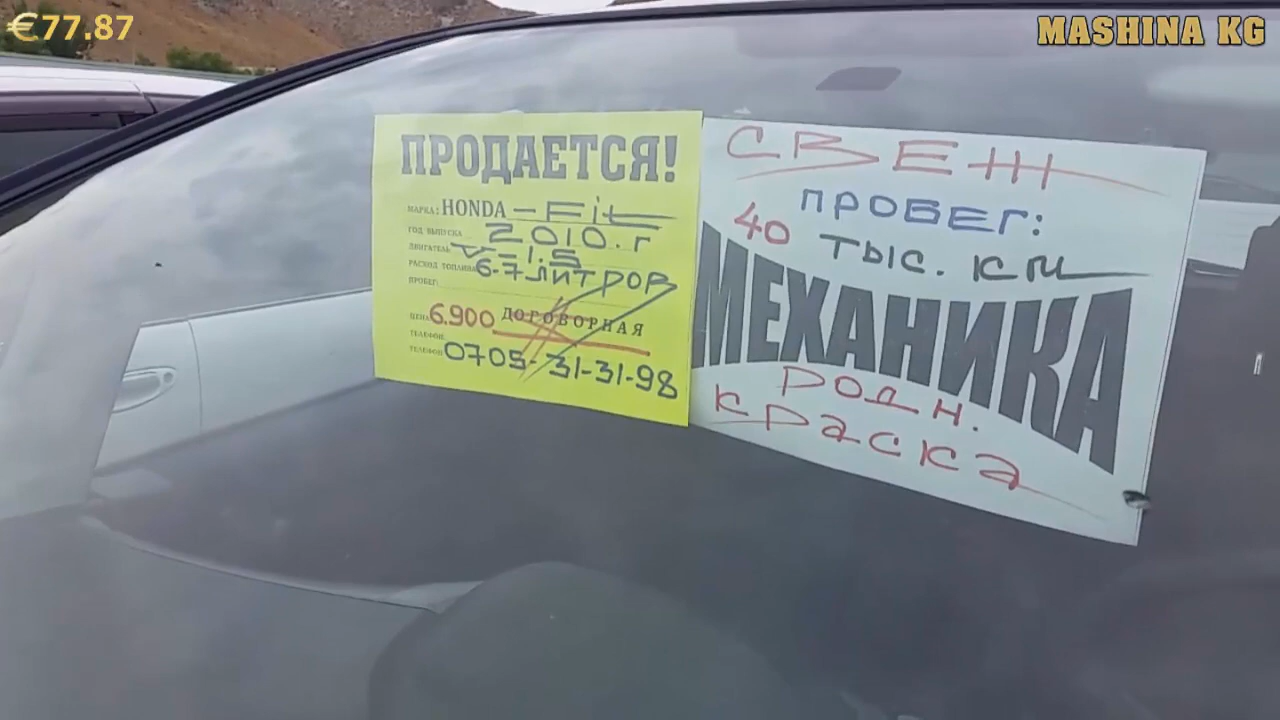 €77.87
MASHINA KG
ПРОДАЕТСЯ!
МАРКА: HONDA – Fit
ГОД ВЫПУСКА 2010.г
ДВИГАТЕЛЬ V – 1.5
РАСХОД ТОПЛИВА 6.7 ЛИТРОВ
ПРОБЕГ:
ЦЕНА 6.900 ДОГОВОРНАЯ
ТЕЛЕФОН:
ТЕЛЕФОН: 0705-31-31-98
СВЕЖ
ПРОБЕГ:
40 ТЫС. КМ
МЕХАНИКА
РОДН.
краска